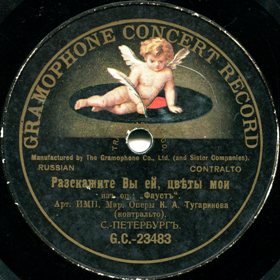 GRAMOPHONE CONCERT RECORD
Manufactured by The Gramophone Co., Ltd. (and Sister Companies).
RUSSIAN CONTRALTO
Разскажите Вы ей, цвѣты мои
изъ оп. „Фаустъ“.
Арт. ИМП. Мар. Оперы К. А. Тугаринова
(контральто).
С.-ПЕТЕРБУРГЪ.
G.C.-23483